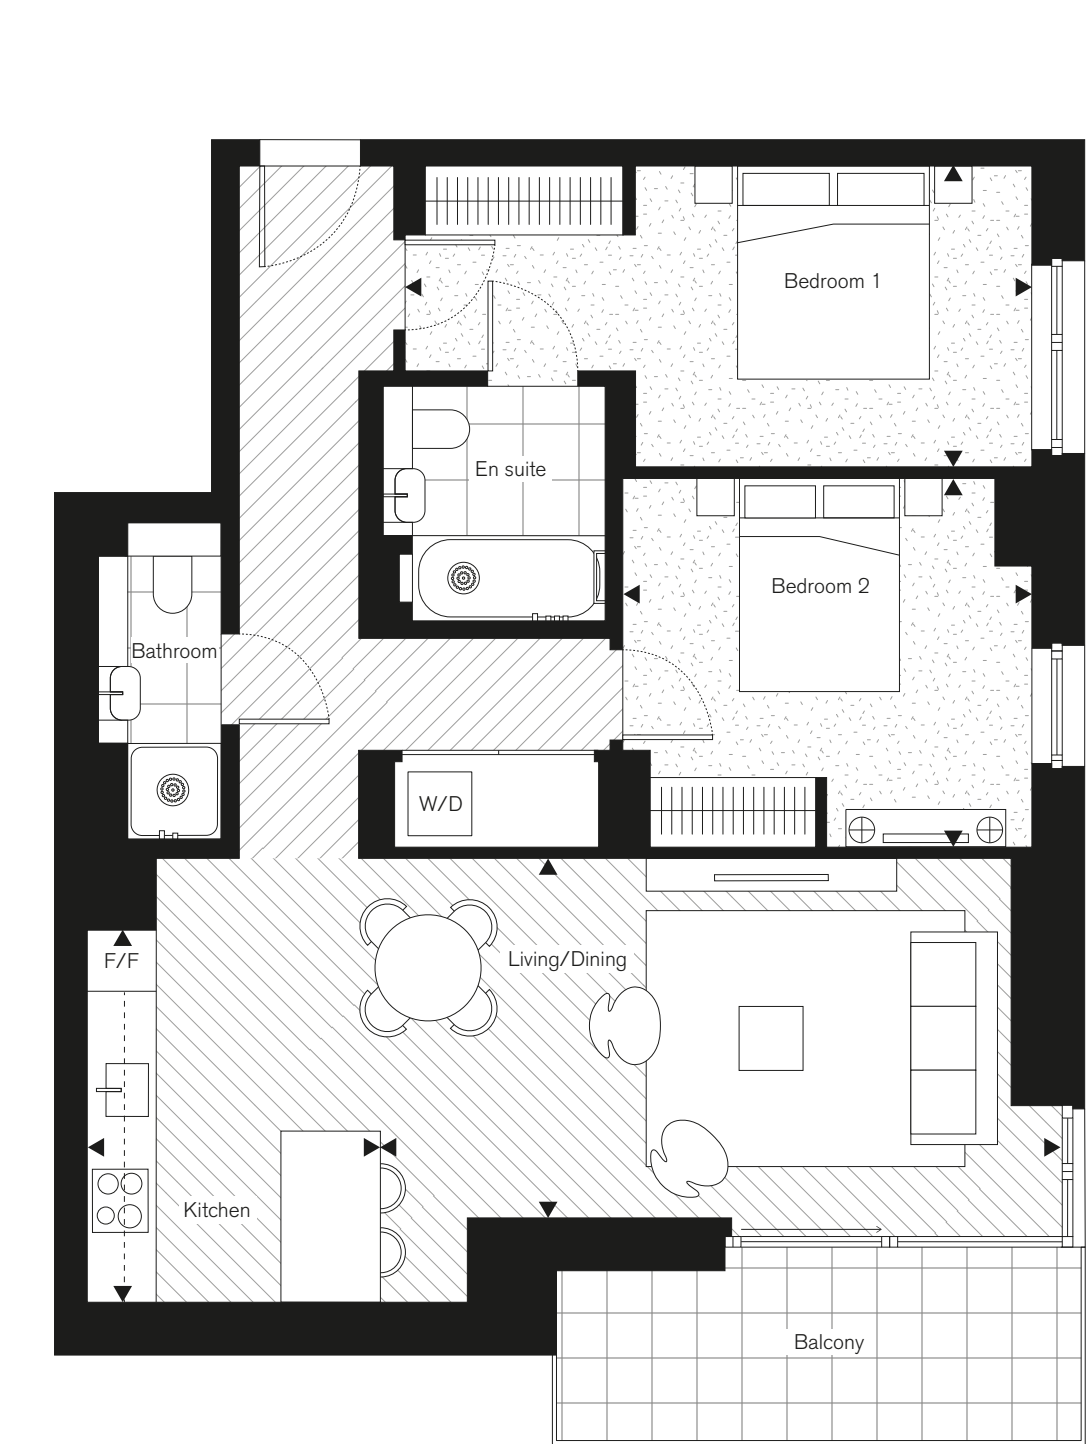 Bedroom 1
En suite
Bedroom 2
Bathroom
W/D
F/F
Living/Dining
Kitchen
Balcony